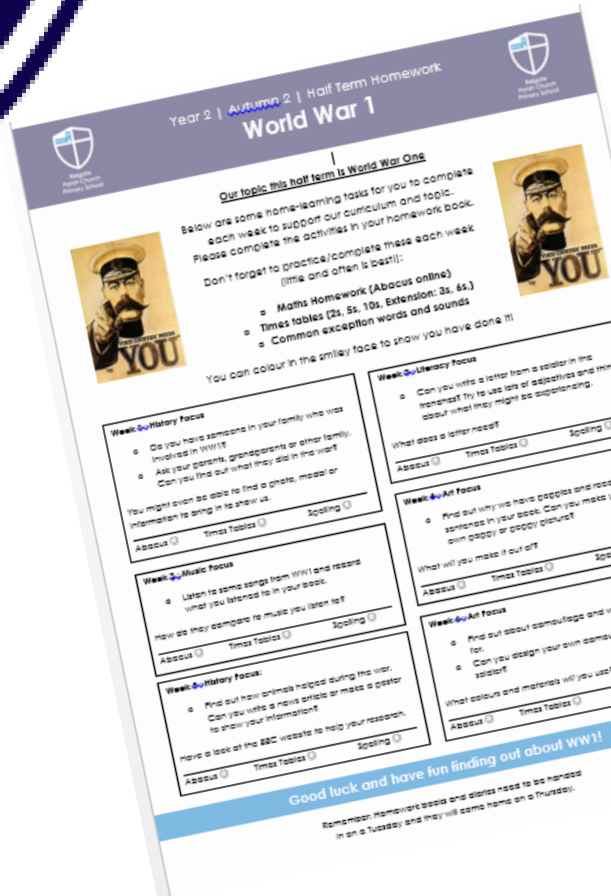 Year 2 | Autumn 2 | Half Term Homework
World War 1
Reigate
Parish Church
Primary School
Reigate
Parish Church
Primary School
Our topic this half term is World War One
Below are some home-learning tasks for you to complete
each week to support our curriculum and topic.
Please complete the activities in your homework book.
Don't forget to practice/complete these each week
(little and often is best!):
Maths Homework (Abacus online)
Times tables (2s, 5s, 10s, Extension: 3s, 6s,)
Common exception words and sounds
You can colour in the smiley face to show you have done it!
YOUR COUNTRY NEEDS
YOU
YOUR COUNTRY NEEDS
YOU
Week History Focus
Do you have someone in your family who was
involved in WW1?
Ask your parents, grandparents or other family.
Can you find out what they did in the war?
You might even be able to find a photo, medal or
information to bring in to show us.
Abacus Times Tables Spelling
Week Literacy Focus
Can you write a letter from a soldier in the
trenches? Try to use lots of adjectives and
about what they might be experiencing.
What does a letter need?
Abacus Times Tables Spelling
Week Music Focus
Listen to some songs from WW1 and record
what you listened to in your book.
How do they compare to music you listen to?
Abacus Times Tables Spelling
Week Art Focus
Find out why we have poppies and
sentence in your book. Can you make
own poppy or poppy picture?
What will you make it out of?
Abacus Times Tables
Week History Focus:
Find out how animals helped during the war.
Can you write a news article or make a poster
to show your information?
Have a look at the BBC website to help your research.
Abacus Times Tables Spelling
Week Art Focus
Find out about camouflage and
for.
Can you design your own
soldier?
What colours and materials will you
Abacus Times Tables
Good luck and have fun finding out about WW1!
Remember: Homework books and diaries need to be handed
in on a Tuesday and they will come home on a Thursday.